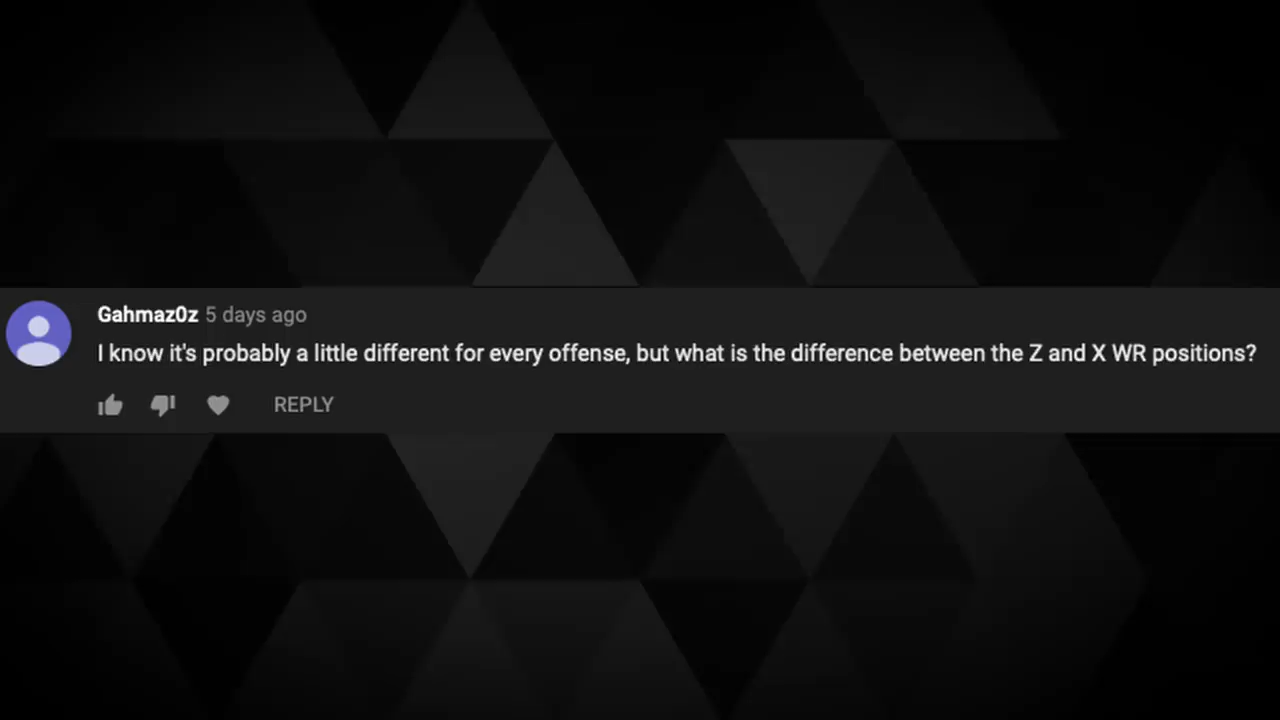 Gahmaz0z 5 days ago
I know it's probably a little different for every offense, but what is the difference between the Z and X WR positions?
REPLY